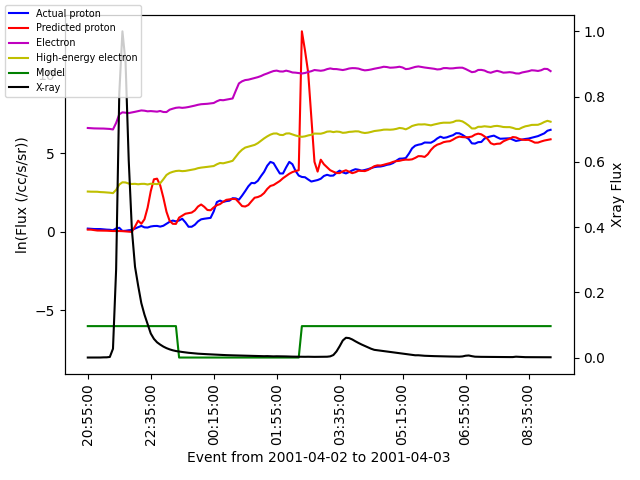 Actual proton
Predicted proton
Electron
High-energy electron
Model
X-ray
10
5
0
−5
ln(Flux (/cc/s/sr))
1.0
0.8
0.6
0.4
0.2
0.0
Xray Flux
20:55:00
22:35:00
00:15:00
01:55:00
03:35:00
05:15:00
06:55:00
08:35:00
Event from 2001-04-02 to 2001-04-03